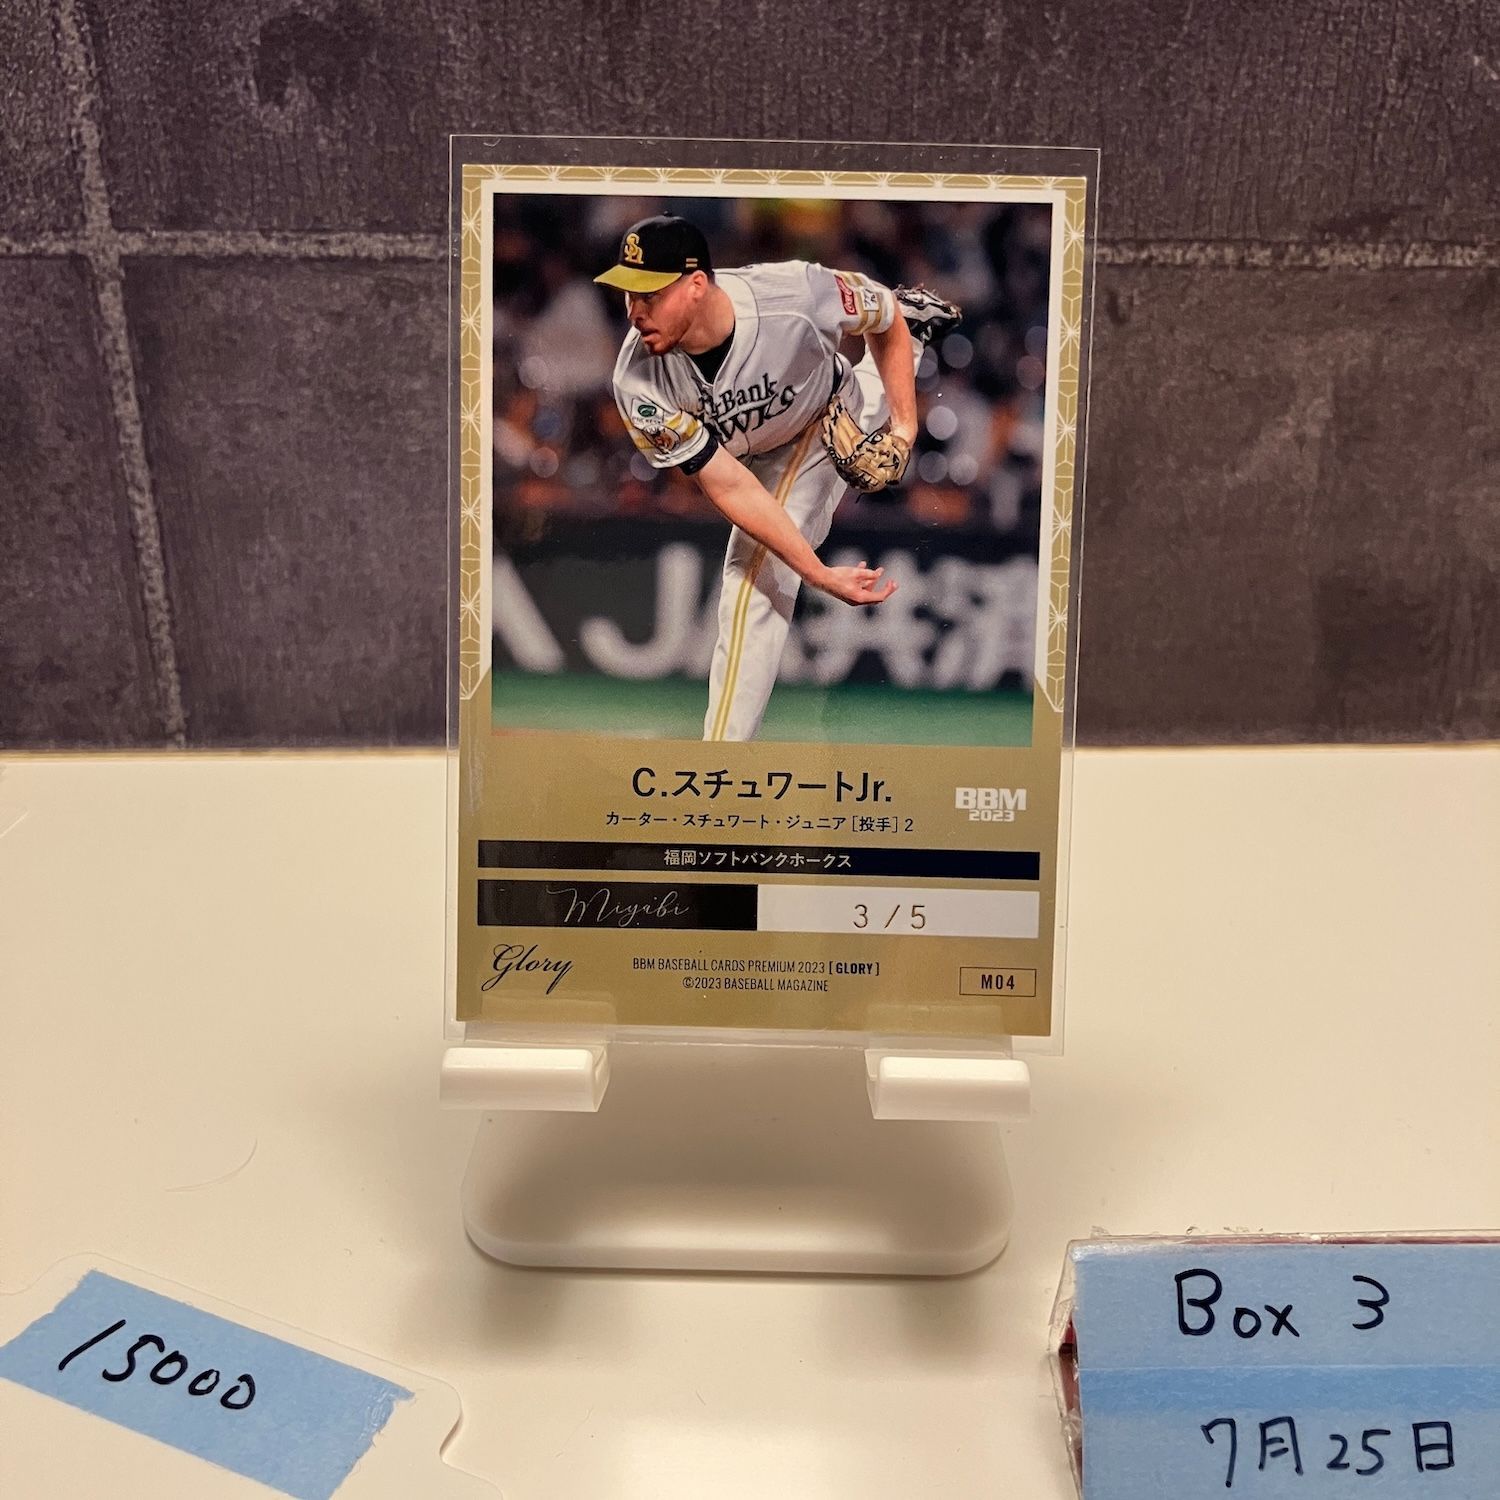 Bank
C.スチュワートJr.
カーター・スチュワート・ジュニア [投手] 2
BBM
2023
福岡ソフトバンクホークス
Miyabi
3 / 5
Glory
BBM BASEBALL CARDS PREMIUM 2023 [ GLORY ]
©2023 BASEBALL MAGAZINE
M04
15000
Box 3
7月25日